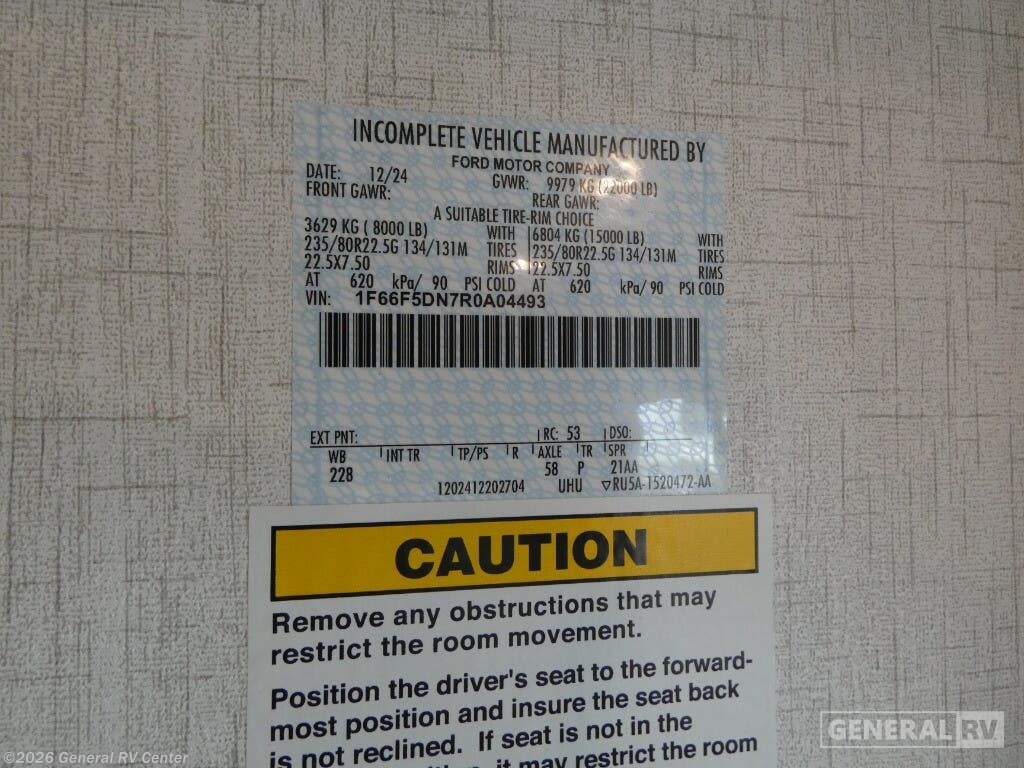 INCOMPLETE VEHICLE MANUFACTURED BY
FORD MOTOR COMPANY
DATE: 12/24 GVWR: 9979 KG (22000 LB)
FRONT GAWR: REAR GAWR:
A SUITABLE TIRE-RIM CHOICE
3629 KG ( 8000 LB) WITH 6804 KG (15000 LB) WITH
235/80R22.5G 134/131M TIRES 235/80R22.5G 134/131M TIRES
22.5X7.50 RIMS 22.5X7.50 RIMS
AT 620 kPa/ 90 PSI COLD AT 620 kPa/ 90 PSI COLD
VIN: 1F66F5DN7R0A04493
EXT PNT: RC: 53 DSO:
WB INT TR TP/PS R AXLE TR SPR
228 58 P 21AA
1202412202704 UHU ▽RU5A-1520472-AA
CAUTION
Remove any obstructions that may
restrict the room movement.
Position the driver's seat to the forward-
most position and insure the seat back
is not reclined. If seat is not in the
it may restrict the room
GENERAL RV
©2026 General RV Center